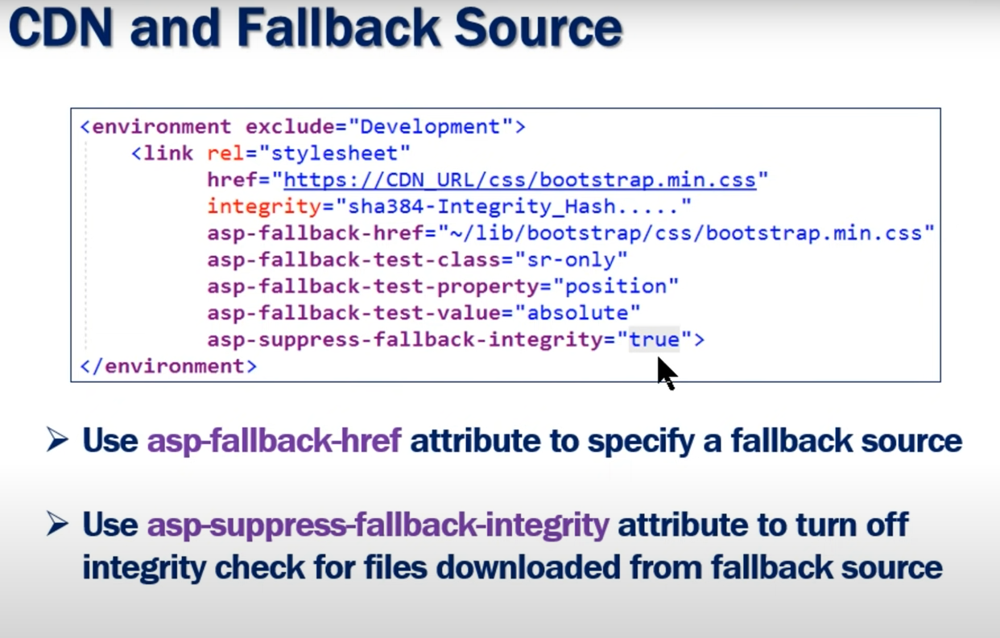 CDN and Fallback Source
<environment exclude="Development">
<link rel="stylesheet"
href="https://CDN_URL/css/bootstrap.min.css"
integrity="sha384-Integrity_Hash....."
asp-fallback-href="~/lib/bootstrap/css/bootstrap.min.css"
asp-fallback-test-class="sr-only"
asp-fallback-test-property="position"
asp-fallback-test-value="absolute"
asp-suppress-fallback-integrity="true">
</environment>
➢ Use asp-fallback-href attribute to specify a fallback source
➢ Use asp-suppress-fallback-integrity attribute to turn off
integrity check for files downloaded from fallback source